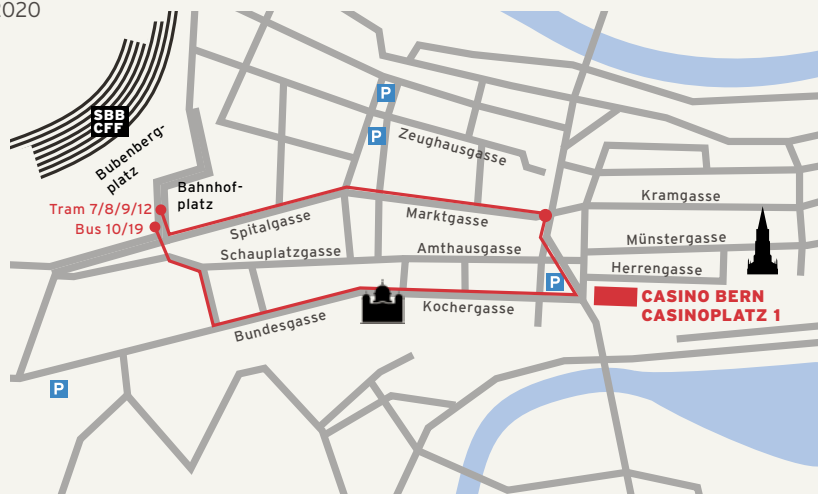 2020
SBB
CFF
Bubenberg-
platz
Bahnhof-
platz
Tram 7/8/9/12
Bus 10/19
P
P
Zeughausgasse
Spitalgasse
Marktgasse
Kramgasse
Schauplatzgasse
Amthausgasse
Münstergasse
Herrengasse
P
Bundesgasse
Kochergasse
CASINO BERN
CASINOPLATZ 1
P